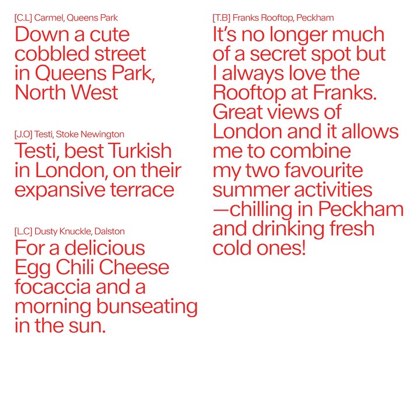 [C.L] Carmel, Queens Park
Down a cute
cobbled street
in Queens Park,
North West
[J.O] Testi, Stoke Newington
Testi, best Turkish
in London, on their
expansive terrace
[L.C] Dusty Knuckle, Dalston
For a delicious
Egg Chili Cheese
focaccia and a
morning bunseating
in the sun.
[T.B] Franks Rooftop, Peckham
It’s no longer much
of a secret spot but
I always love the
Rooftop at Franks.
Great views of
London and it allows
me to combine
my two favourite
summer activities
—chilling in Peckham
and drinking fresh
cold ones!